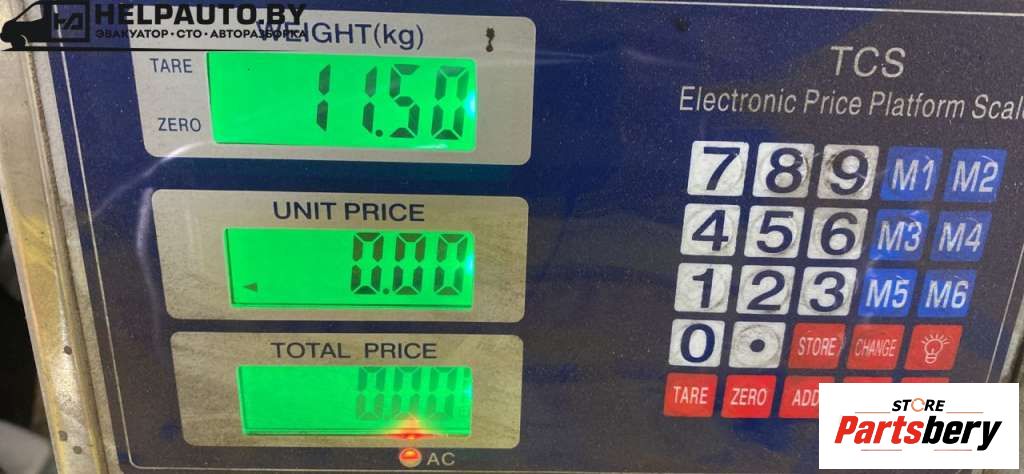 HELPAUTO.BY
ЭВАКУАТОР·СТО·АВТОРАЗБОРКА
WEIGHT(kg)
TARE
11.50
ZERO
UNIT PRICE
0.00
TOTAL PRICE
0.00
AC
TCS
Electronic Price Platform Scale
7 8 9 M1 M2
4 5 6 M3 M4
1 2 3 M5 M6
0 • STORE CHANGE
TARE ZERO ADD
STORE
Partsbery